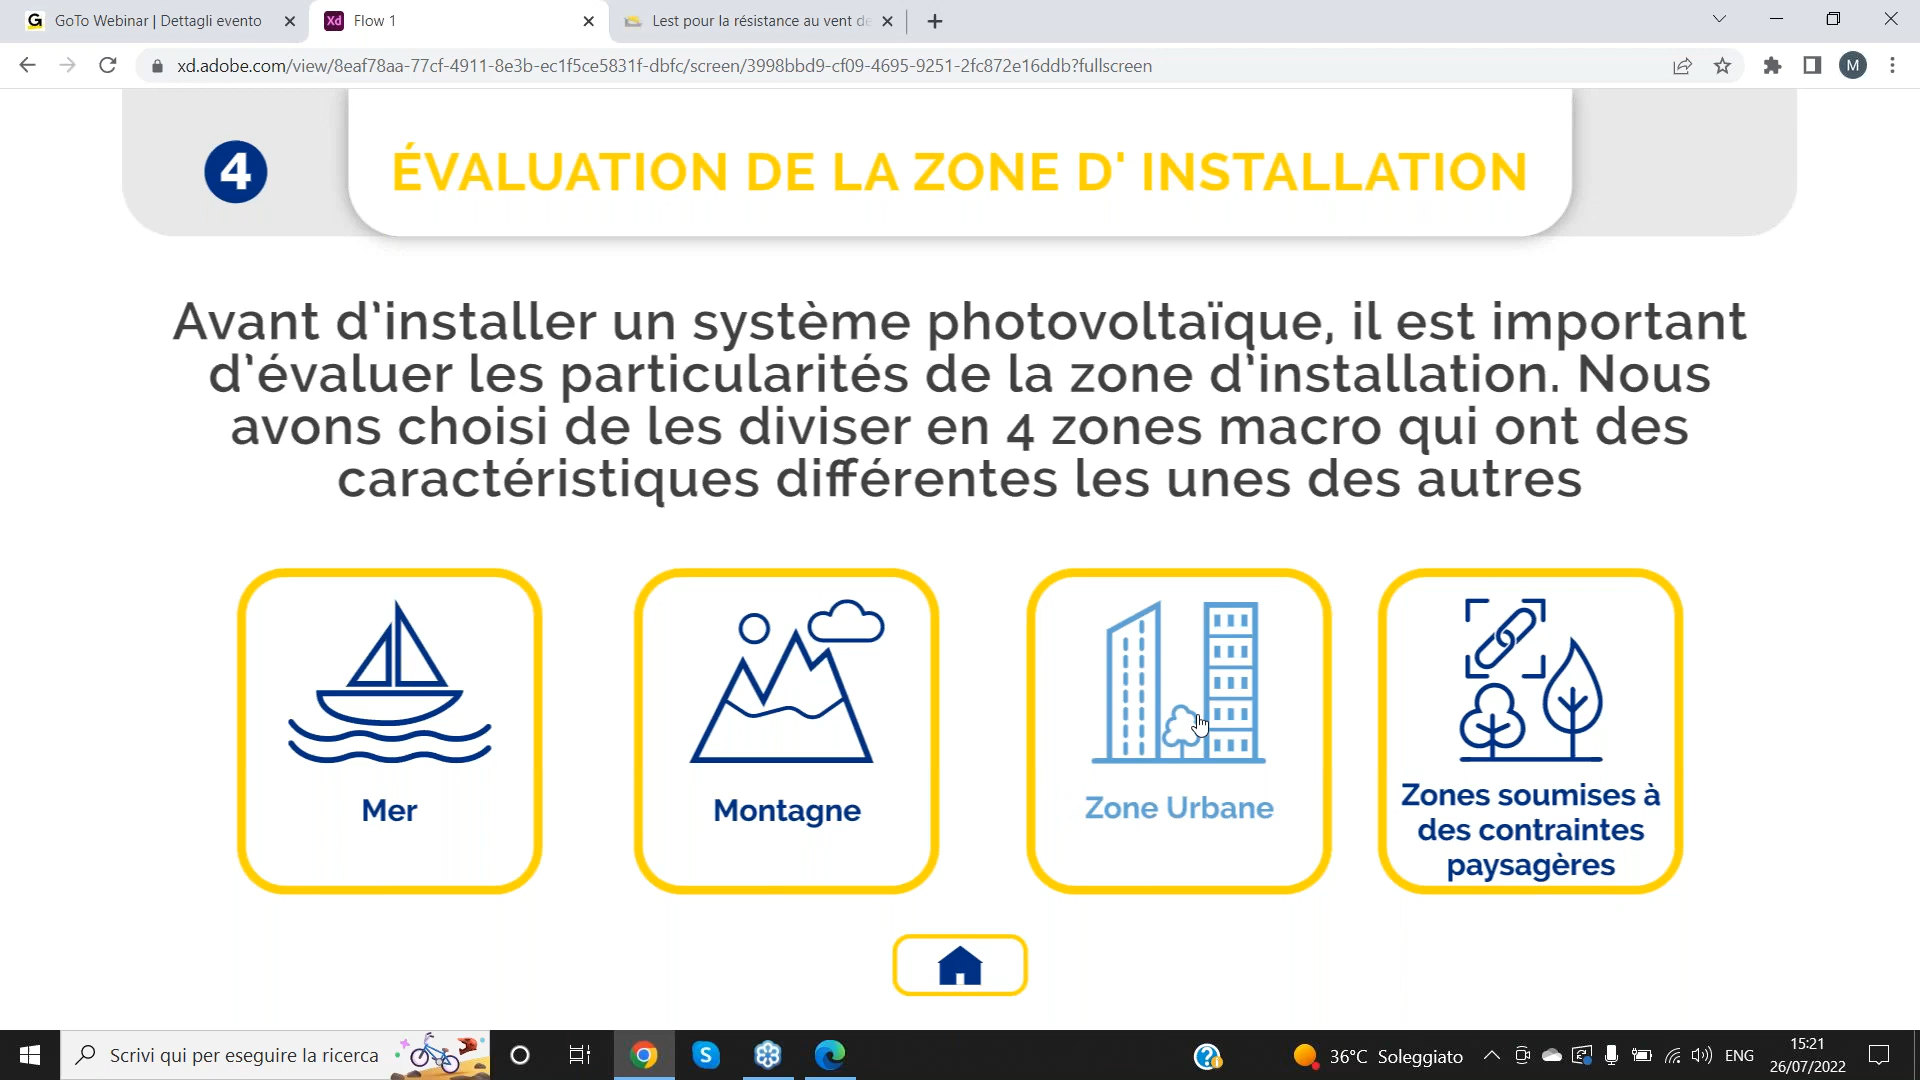 GoTo Webinar | Dettagli evento
Flow 1
Lest pour la résistance au vent de
xd.adobe.com/view/8eaf78aa-77cf-4911-8e3b-ec1f5ce5831f-dbfc/screen/3998bbd9-cf09-4695-9251-2fc872e16ddb?fullscreen
M
4
ÉVALUATION DE LA ZONE D' INSTALLATION
Avant d'installer un système photovoltaïque, il est important
d'évaluer les particularités de la zone d'installation. Nous
avons choisi de les diviser en 4 zones macro qui ont des
caractéristiques différentes les unes des autres
Mer
Montagne
Zone Urbane
Zones soumises à
des contraintes
paysagères
Scrivi qui per eseguire la ricerca
36°C Soleggiato
ENG
15:21
26/07/2022